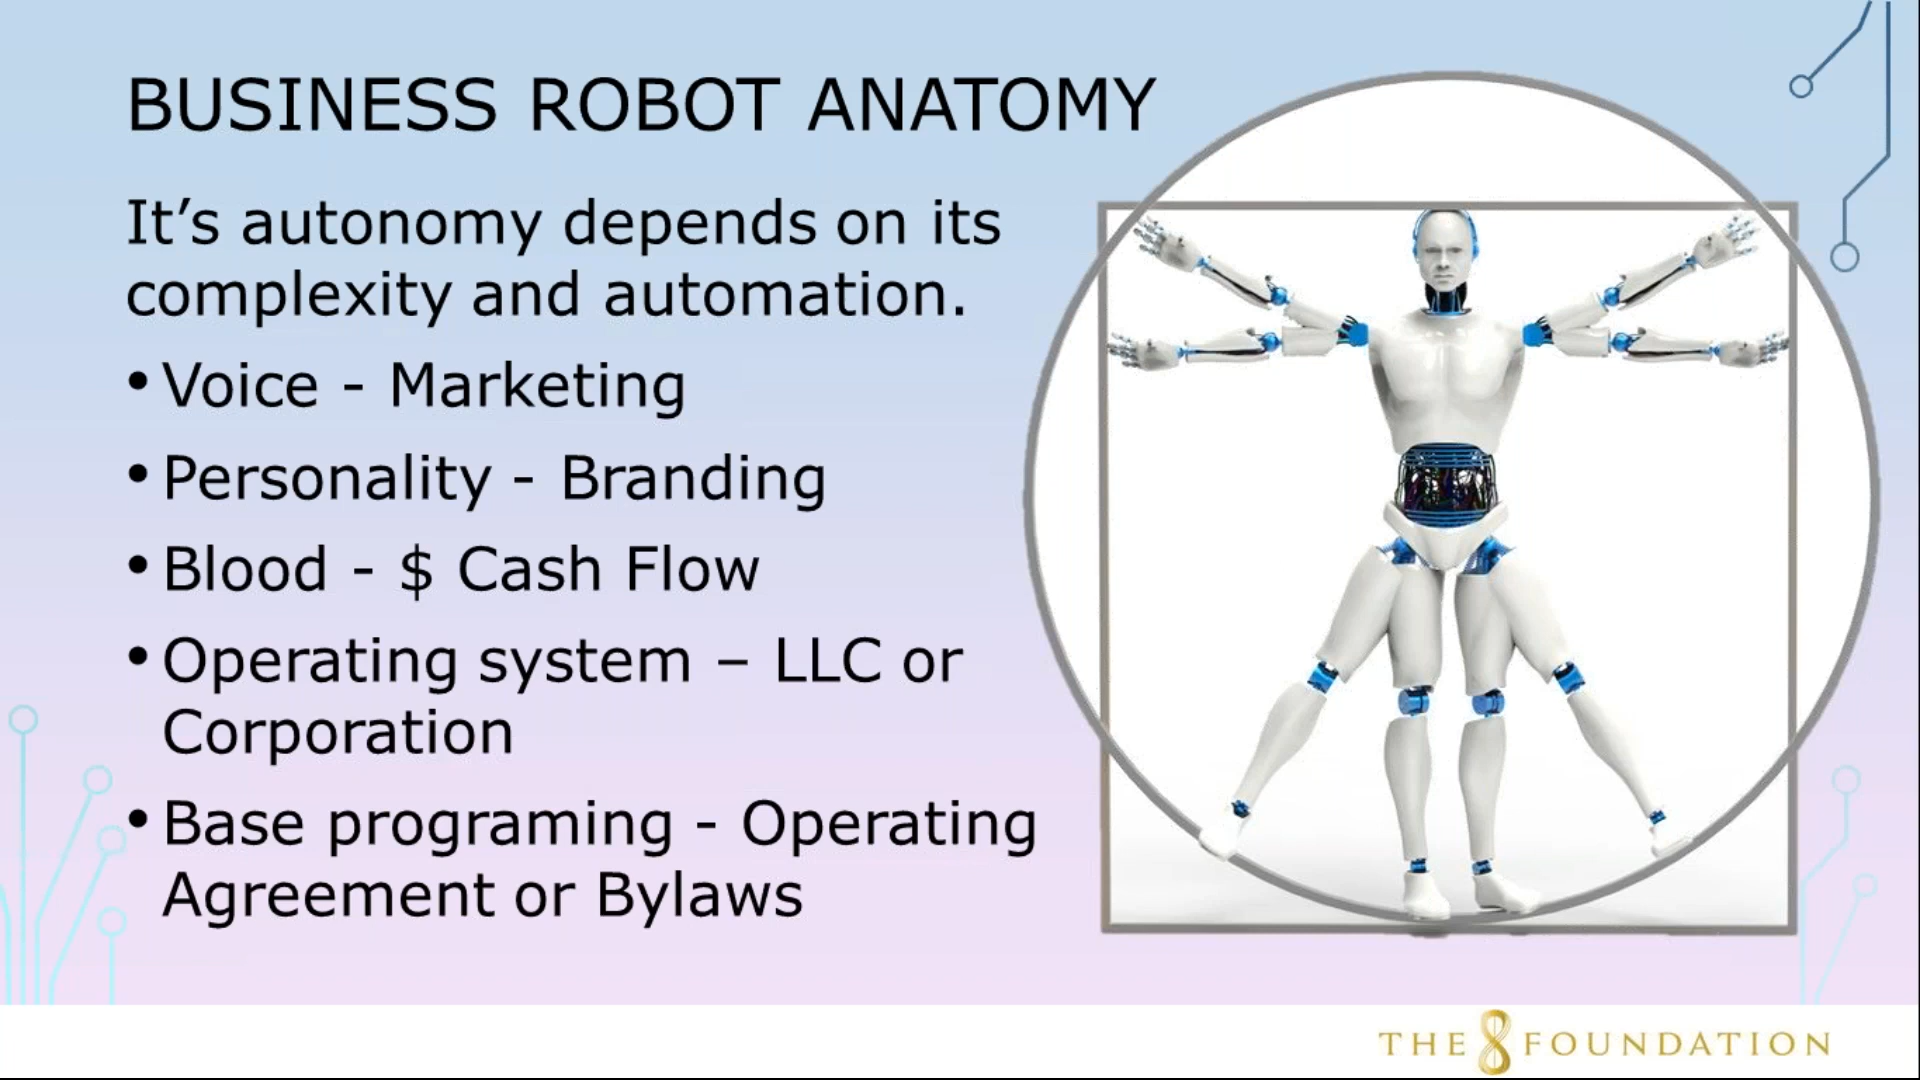 BUSINESS ROBOT ANATOMY
It’s autonomy depends on its
complexity and automation.
• Voice - Marketing
• Personality - Branding
• Blood - $ Cash Flow
• Operating system – LLC or
Corporation
• Base programing - Operating
Agreement or Bylaws
THE 8 FOUNDATION